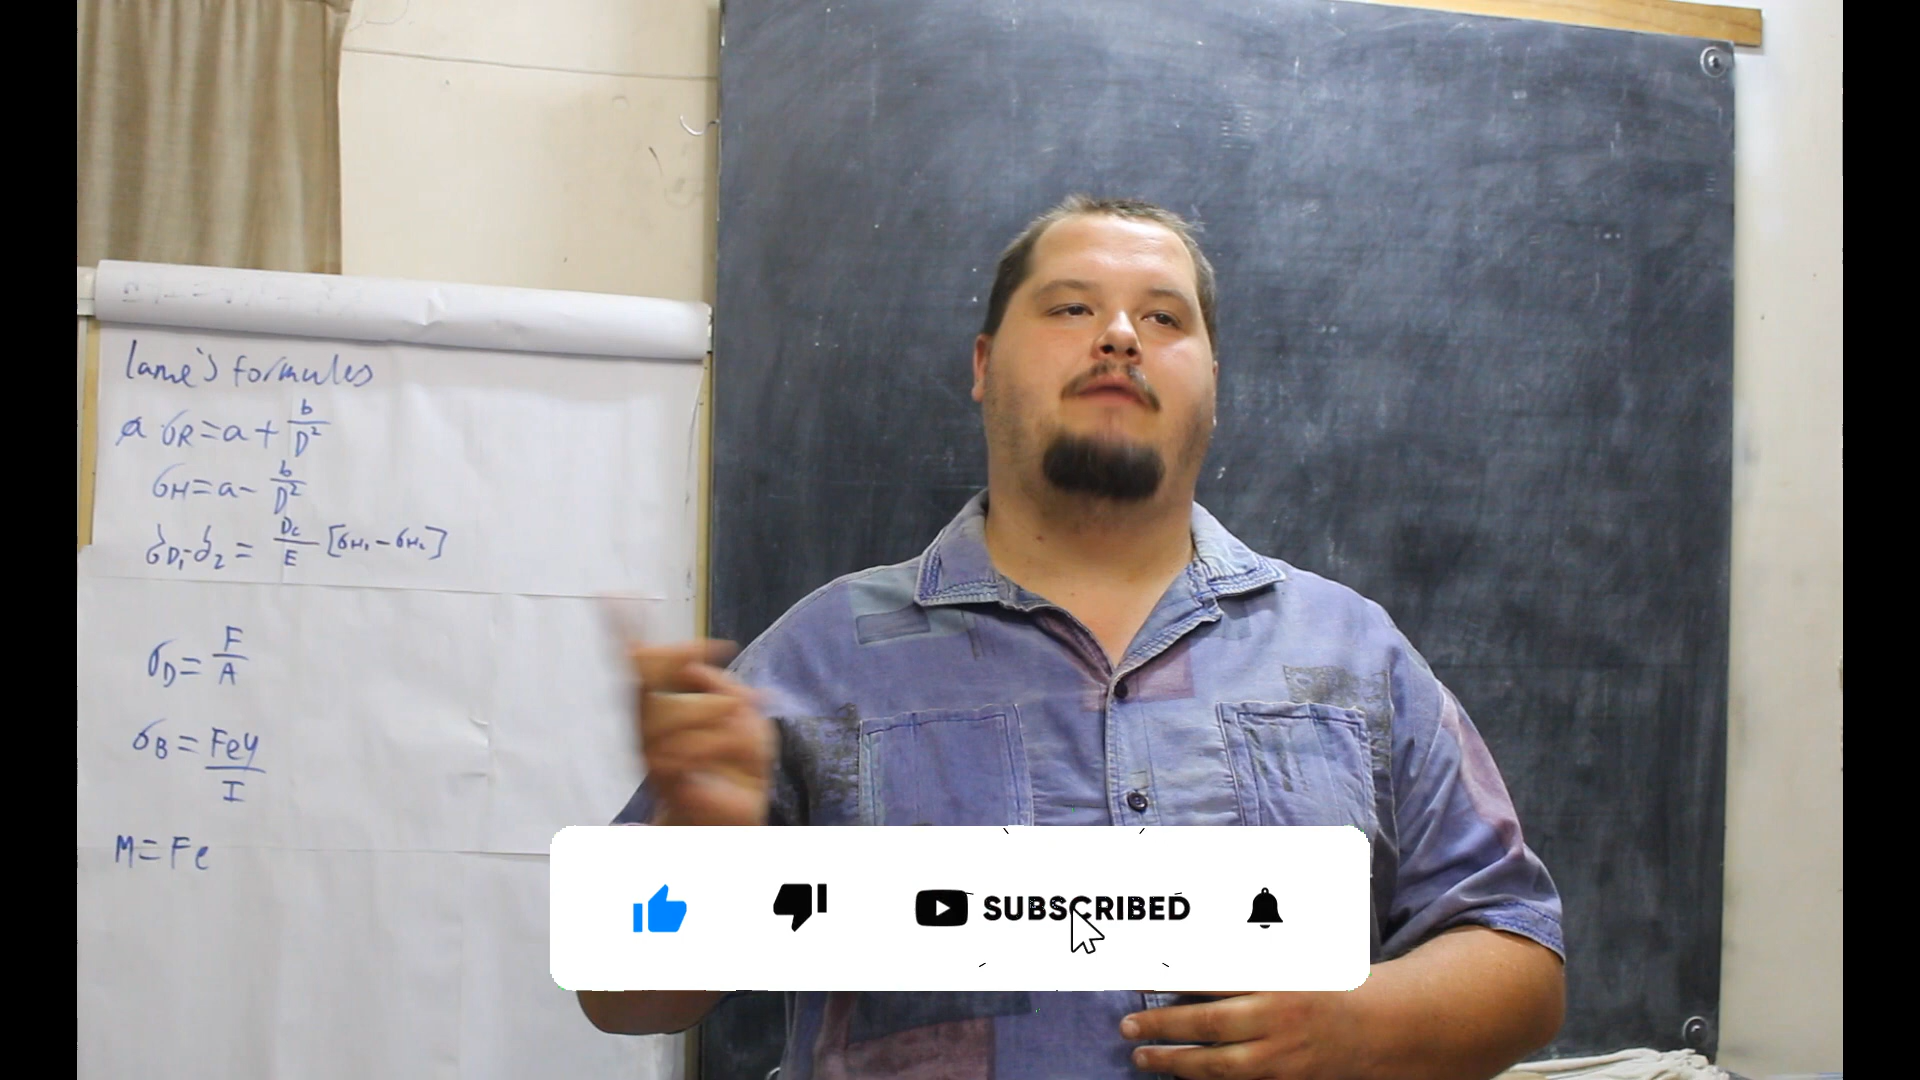 lame's formules
a σR = a + b/D²
σH = a - b/D²
δD₁-δ₂ = Dc/E [σH₁ - σH₂]
σD = F/A
σB = Fey/I
M = Fe
SUBSCRIBED